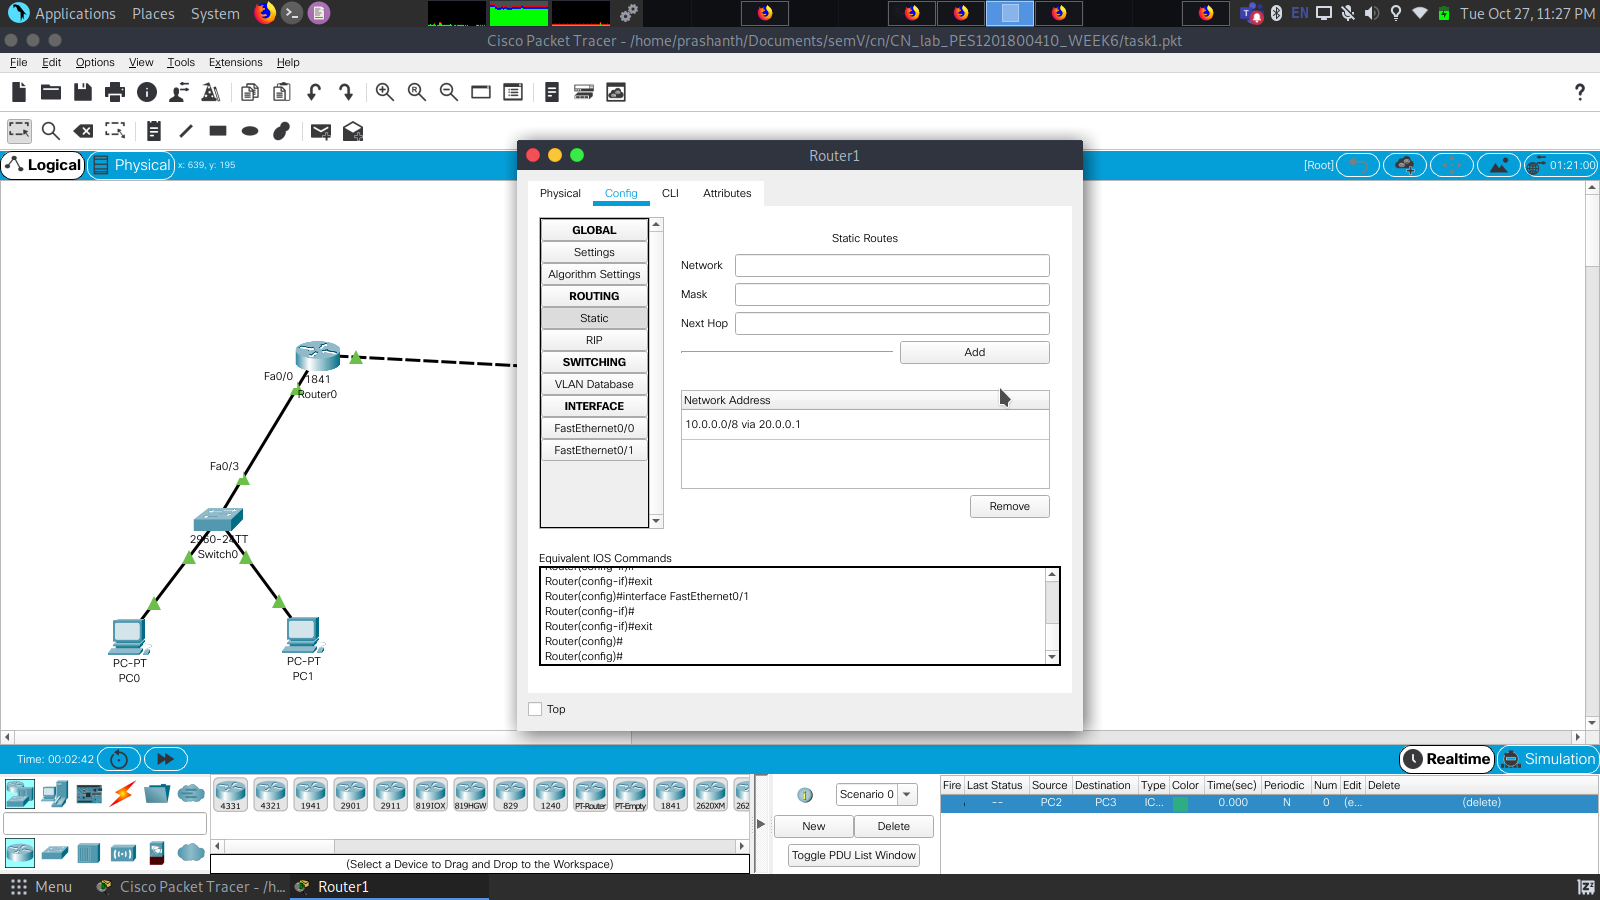 Applications Places System EN Tue Oct 27, 11:27 PM
Cisco Packet Tracer - /home/prashanth/Documents/semV/cn/CN_lab_PES1201800410_WEEK6/task1.pkt
File Edit Options View Tools Extensions Help
?
Logical Physical x: 639, y: 195 [Root] 01:21:00
Router1
Physical Config CLI Attributes
GLOBAL
Settings
Algorithm Settings
ROUTING
Static
RIP
SWITCHING
VLAN Database
INTERFACE
FastEthernet0/0
FastEthernet0/1
Static Routes
Network
Mask
Next Hop
Add
Network Address
10.0.0.0/8 via 20.0.0.1
Remove
Equivalent IOS Commands
Router(config-if)#exit
Router(config)#interface FastEthernet0/1
Router(config-if)#
Router(config-if)#exit
Router(config)#
Router(config)#
Top
Fa0/0
1841
Router0
Fa0/3
2960-24TT
Switch0
PC-PT
PC0
PC-PT
PC1
Time: 00:02:42 Realtime Simulation
4331 4321 1941 2901 2911 819IOX 819HGW 829 1240 PT-Router PT-Empty 1841 2620XM 262
(Select a Device to Drag and Drop to the Workspace)
Scenario 0
New Delete
Toggle PDU List Window
Fire Last Status Source Destination Type Color Time(sec) Periodic Num Edit Delete
-- PC2 PC3 IC... 0.000 N 0 (e... (delete)
Menu Cisco Packet Tracer - /h... Router1